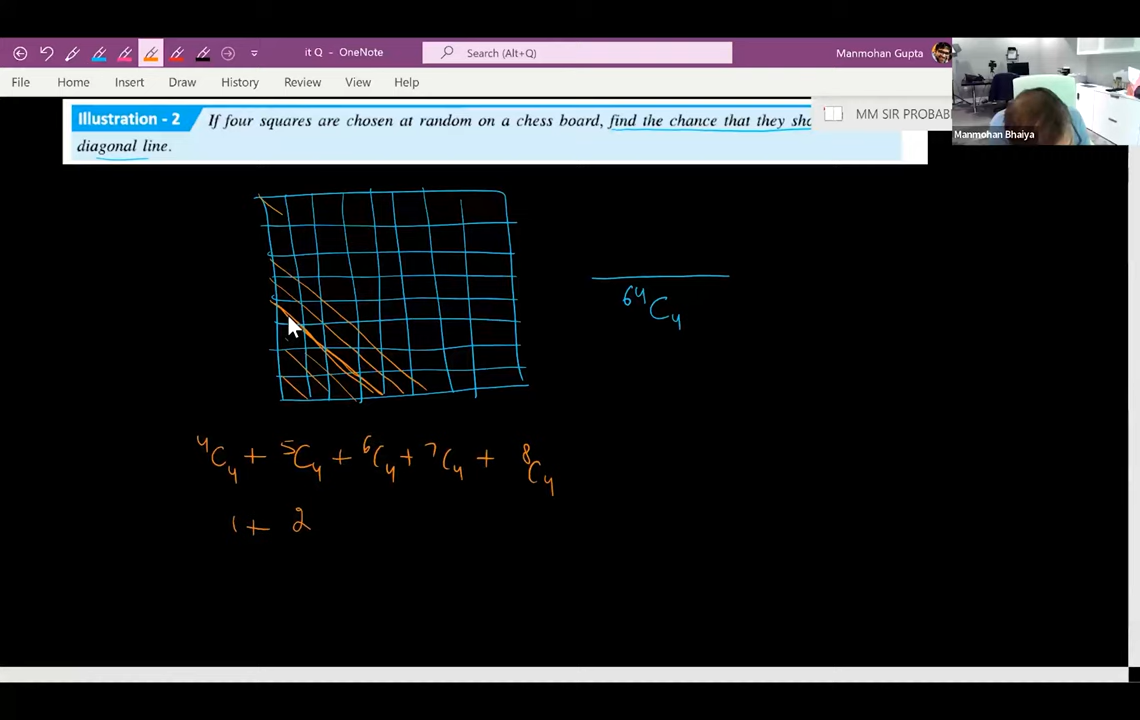 it Q - OneNote
Search (Alt+Q)
Manmohan Gupta
File Home Insert Draw History Review View Help
MM SIR PROBAB
Manmohan Bhaiya
Illustration - 2 If four squares are chosen at random on a chess board, find the chance that they sho
diagonal line.
⁶⁴C₄
⁴C₄ + ⁵C₄ + ⁶C₄ + ⁷C₄ + ⁸C₄
1 + 2